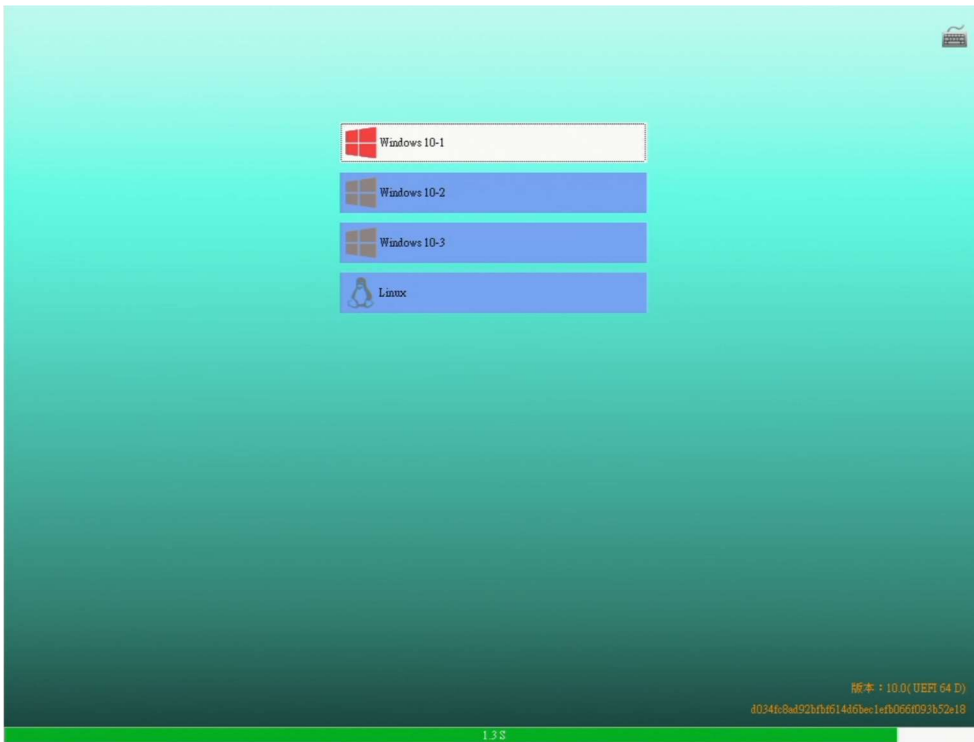 Windows 10-1
Windows 10-2
Windows 10-3
Linux
版本：10.0( UEFI 64 D)
d034fc8ad92bfbf614d6bec1efb066f093b52e18
1.3 S